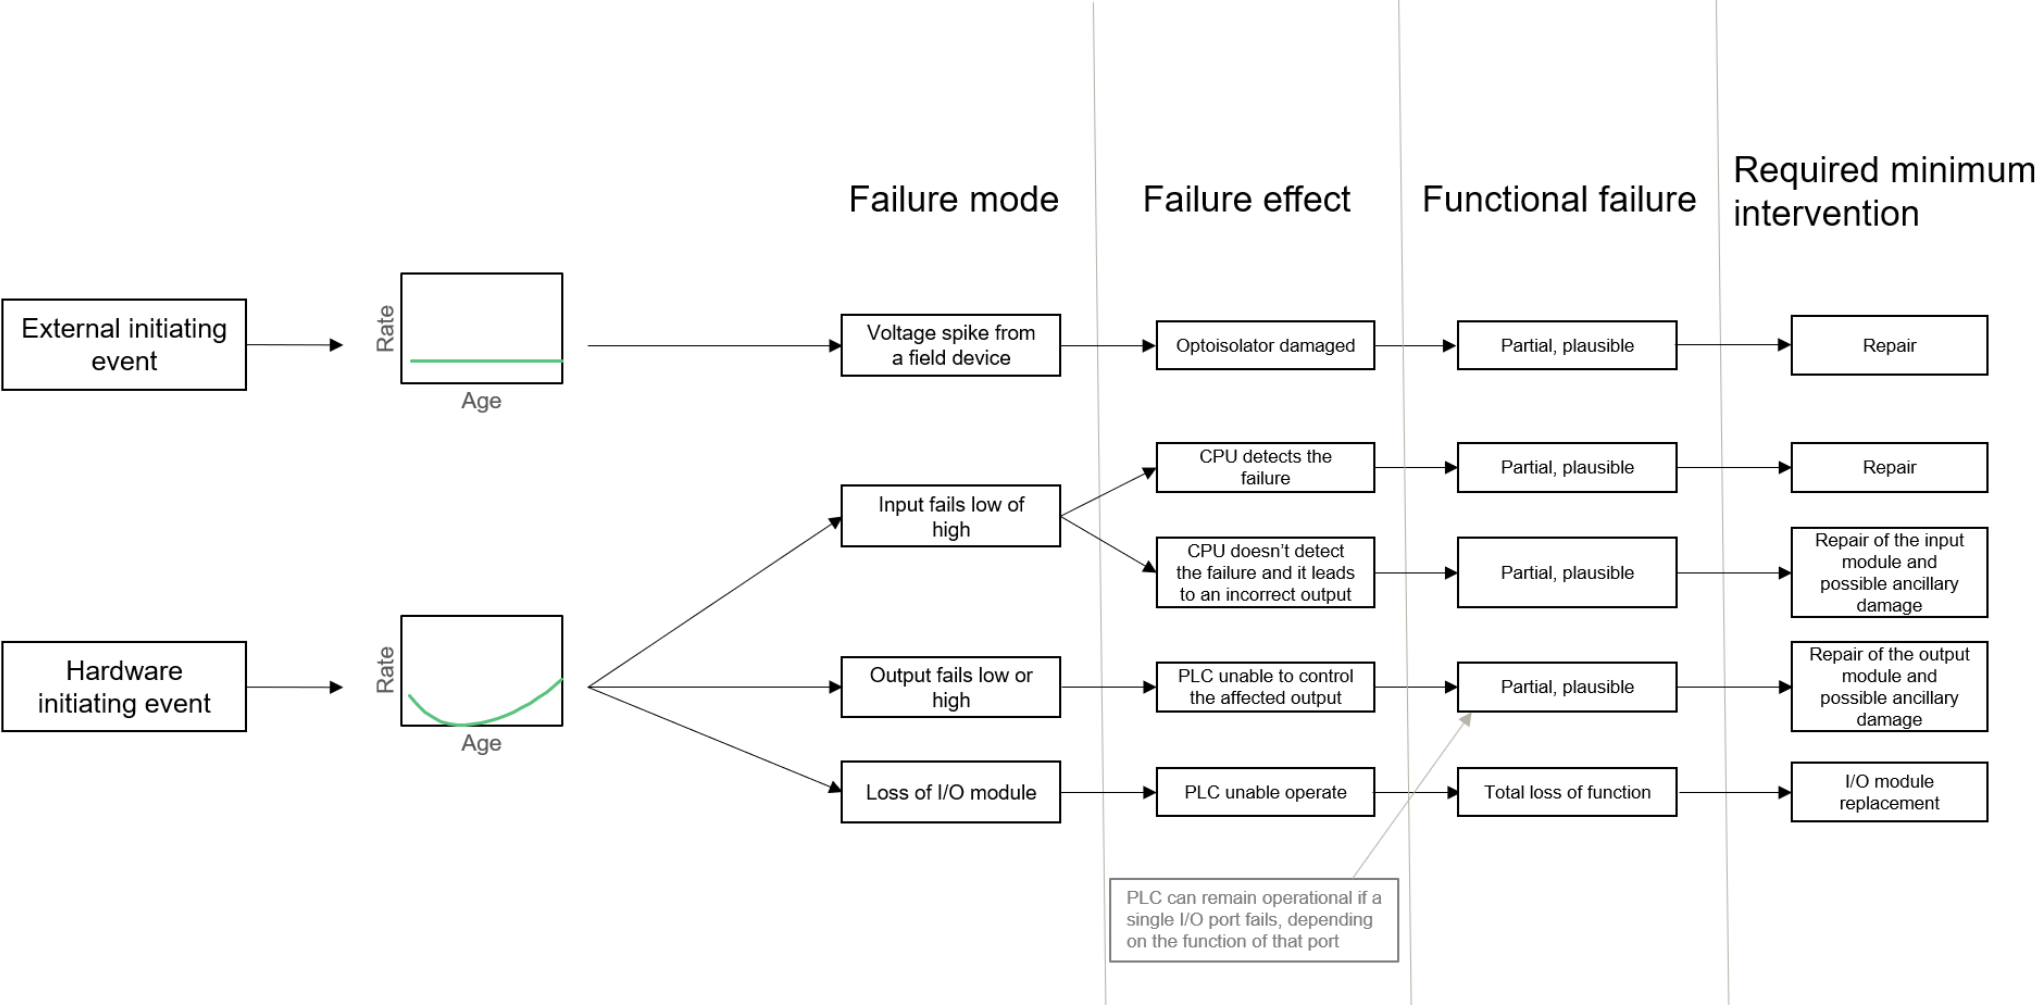 Failure mode
Failure effect
Functional failure
Required minimum
intervention
External initiating
event
Rate
Age
Voltage spike from
a field device
Optoisolator damaged
Partial, plausible
Repair
Input fails low of
high
CPU detects the
failure
Partial, plausible
Repair
CPU doesn’t detect
the failure and it leads
to an incorrect output
Partial, plausible
Repair of the input
module and
possible ancillary
damage
Hardware
initiating event
Rate
Age
Output fails low or
high
PLC unable to control
the affected output
Partial, plausible
Repair of the output
module and
possible ancillary
damage
Loss of I/O module
PLC unable operate
Total loss of function
I/O module
replacement
PLC can remain operational if a
single I/O port fails, depending
on the function of that port